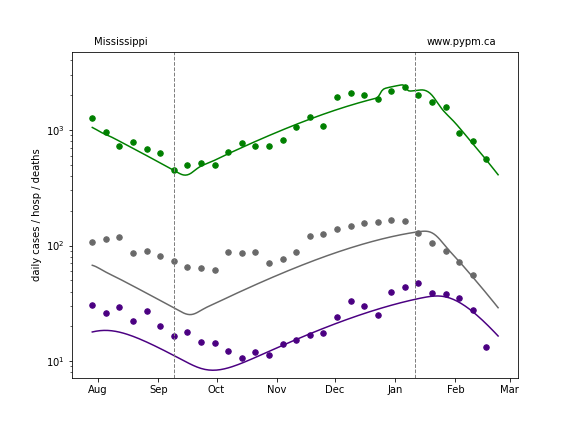 Mississippi
www.pypm.ca
daily cases / hosp / deaths
10³
10²
10¹
Aug Sep Oct Nov Dec Jan Feb Mar